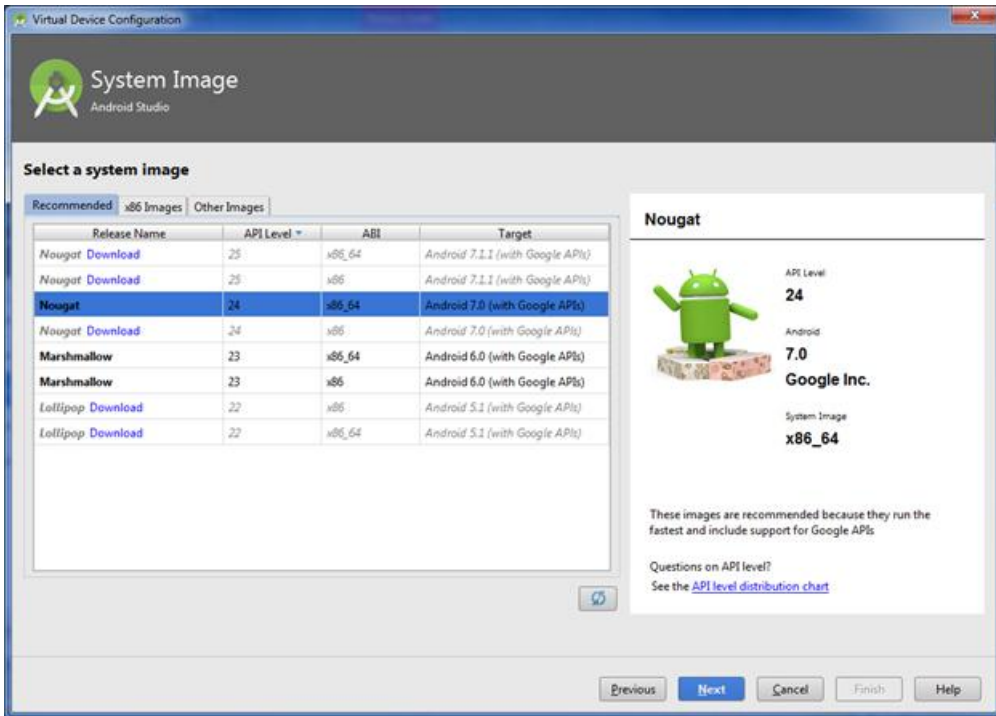 Virtual Device Configuration
System Image
Android Studio
Select a system image
Recommended x86 Images Other Images
Release Name API Level ABI Target
Nougat Download 25 x86_64 Android 7.1.1 (with Google APIs)
Nougat Download 25 x86 Android 7.1.1 (with Google APIs)
Nougat 24 x86_64 Android 7.0 (with Google APIs)
Nougat Download 24 x86 Android 7.0 (with Google APIs)
Marshmallow 23 x86_64 Android 6.0 (with Google APIs)
Marshmallow 23 x86 Android 6.0 (with Google APIs)
Lollipop Download 22 x86 Android 5.1 (with Google APIs)
Lollipop Download 22 x86_64 Android 5.1 (with Google APIs)
Nougat
API Level
24
Android
7.0
Google Inc.
System Image
x86_64
These images are recommended because they run the
fastest and include support for Google APIs
Questions on API level?
See the API level distribution chart
Previous Next Cancel Finish Help